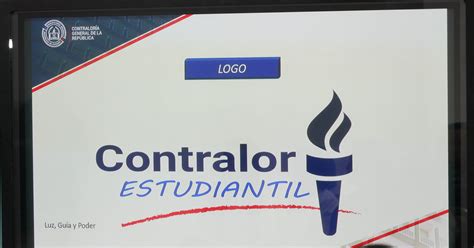 CONTRALORÍA
GENERAL DE LA
REPÚBLICA
LOGO
Contralor
ESTUDIANTIL
Luz, Guía y Poder